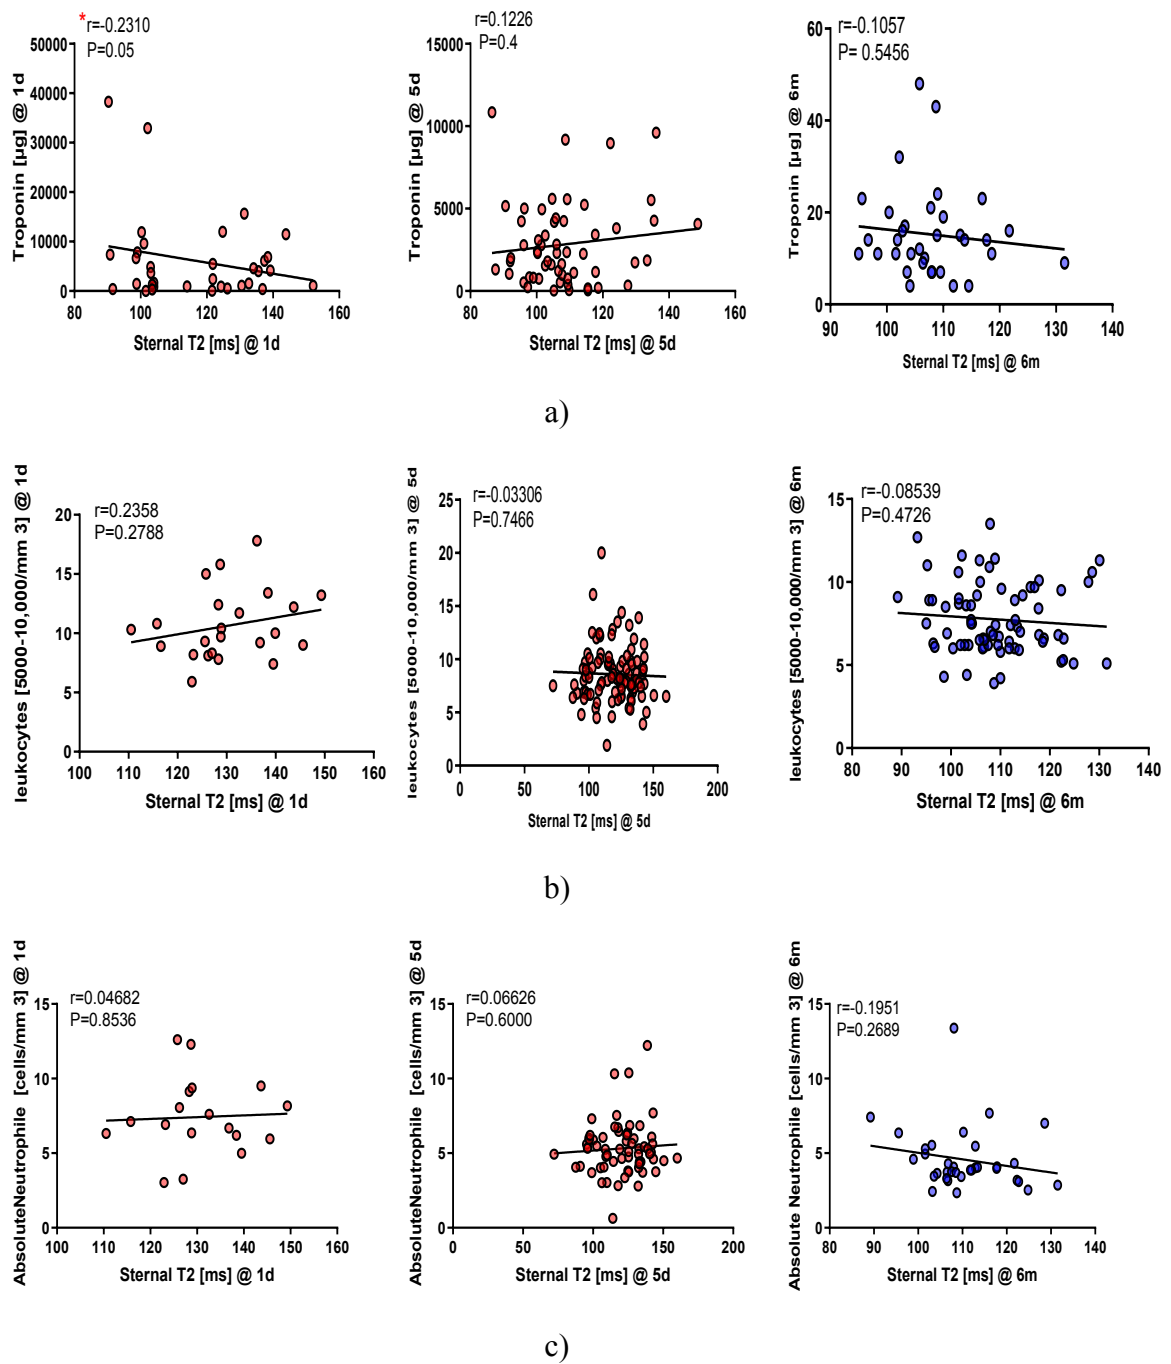 *r=-0.2310
P=0.05
50000
40000
30000
20000
10000
0
Troponin [µg] @ 1d
60 80 100 120 140 160
Sternal T2 [ms] @ 1d
r=0.1226
P=0.4
15000
10000
5000
0
Troponin [µg] @ 5d
60 80 100 120 140 160
Sternal T2 [ms] @ 5d
r=-0.1057
P= 0.5456
60
40
20
0
Troponin [µg] @ 6m
90 100 110 120 130 140
Sternal T2 [ms] @ 6m
a)
r=0.2358
P=0.2788
20
15
10
5
0
leukocytes [5000-10,000/mm 3] @ 1d
100 110 120 130 140 150 160
Sternal T2 [ms] @ 1d
r=-0.03306
P=0.7466
25
20
15
10
5
0
leukocytes [5000-10,000/mm 3] @ 5d
0 50 100 150 200
Sternal T2 [ms] @ 5d
r=-0.08539
P=0.4726
15
10
5
0
leukocytes [5000-10,000/mm 3] @ 6m
80 90 100 110 120 130 140
Sternal T2 [ms] @ 6m
b)
r=0.04682
P=0.8536
15
10
5
0
AbsoluteNeutrophile [cells/mm 3] @ 1d
100 110 120 130 140 150 160
Sternal T2 [ms] @ 1d
r=0.06626
P=0.6000
15
10
5
0
AbsoluteNeutrophile [cells/mm 3] @ 5d
0 50 100 150 200
Sternal T2 [ms] @ 5d
r=-0.1951
P=0.2689
15
10
5
0
Absolute Neutrophile [cells/mm 3] @ 6m
80 90 100 110 120 130 140
Sternal T2 [ms] @ 6m
c)